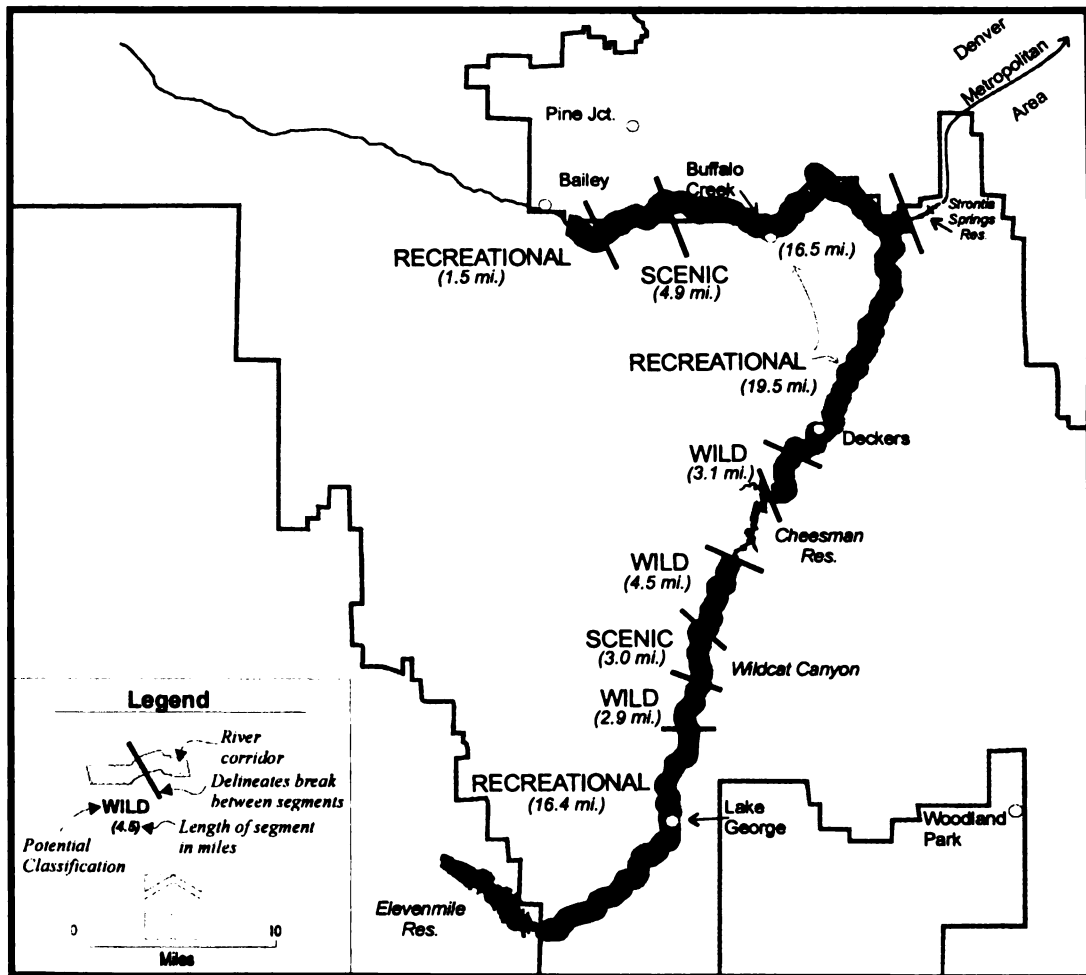 Denver
Metropolitan
Area
Pine Jct.
Bailey
Buffalo
Creek
Strontia
Springs
Res.
RECREATIONAL
(1.5 mi.)
SCENIC
(4.9 mi.)
(16.5 mi.)
RECREATIONAL
(19.5 mi.)
Deckers
WILD
(3.1 mi.)
Cheesman
Res.
WILD
(4.5 mi.)
SCENIC
(3.0 mi.)
Wildcat Canyon
WILD
(2.9 mi.)
RECREATIONAL
(16.4 mi.)
Lake
George
Woodland
Park
Elevenmile
Res.
Legend
River
corridor
Delineates break
between segments
WILD
(4.5)
Length of segment
in miles
Potential
Classification
0
10
Miles